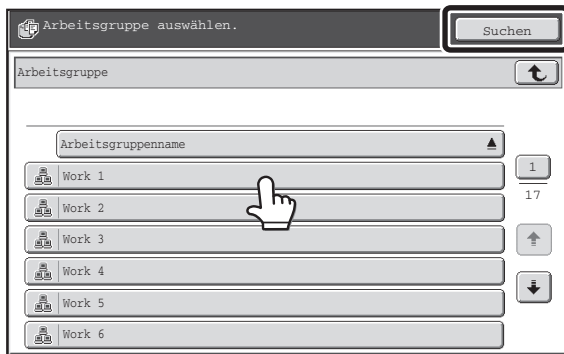 Arbeitsgruppe auswählen.
Suchen
Arbeitsgruppe
Arbeitsgruppenname
Work 1
1
17
Work 2
Work 3
Work 4
Work 5
Work 6